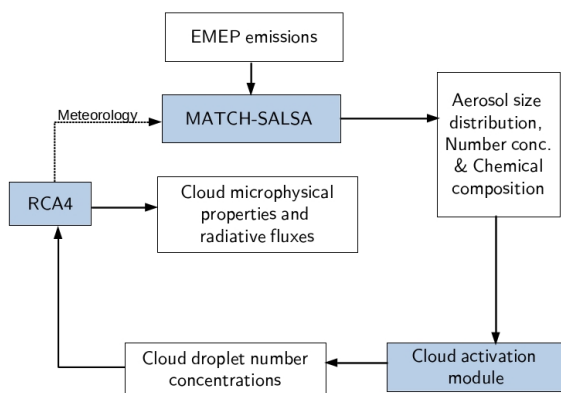 EMEP emissions
Meteorology
MATCH-SALSA
Aerosol size
distribution,
Number conc.
& Chemical
composition
RCA4
Cloud microphysical
properties and
radiative fluxes
Cloud droplet number
concentrations
Cloud activation
module